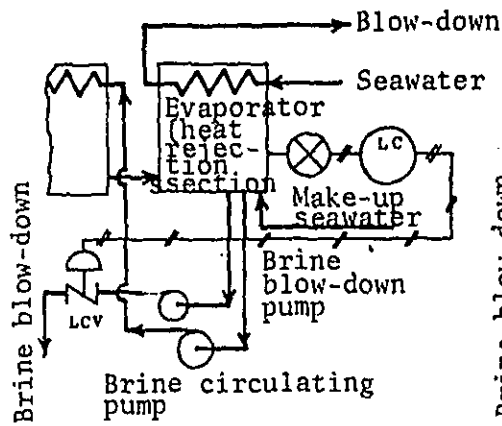 Blow-down
Seawater
Evaporator
(heat
rejec-
tion
section
LC
Make-up
seawater
Brine
blow-down
pump
LCV
Brine blow-down
Brine circulating
pump
Brine blow-down